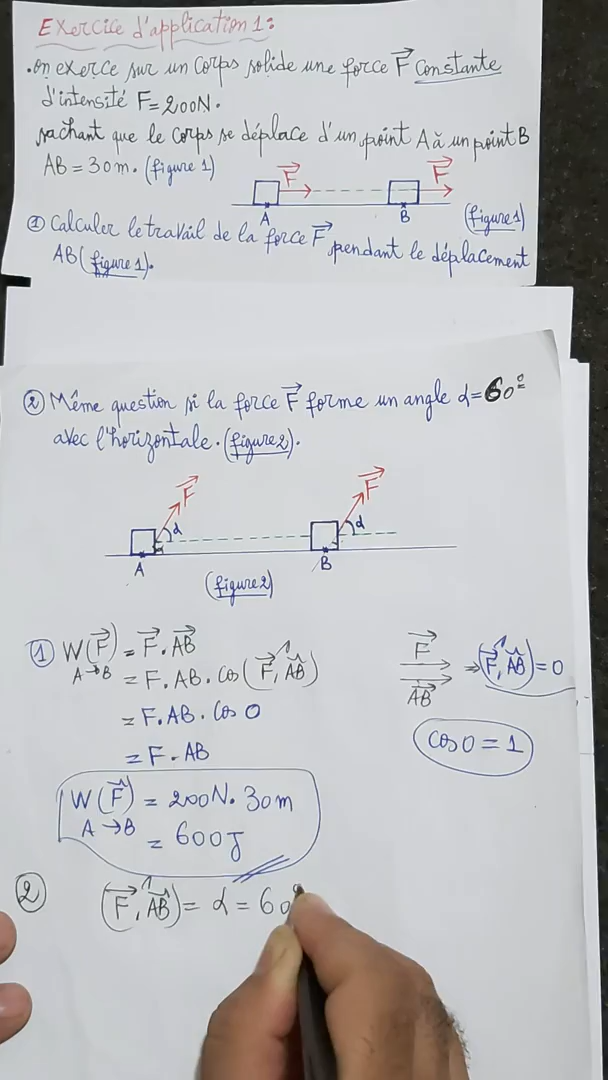 Exercice d'application 1:
.on exerce sur un corps solide une force F⃗ Constante
d'intensité F = 200N.
sachant que le corps se déplace d'un point A à un point B
AB = 30m. (figure 1)
F⃗ F⃗
A B (figure 1)
① Calculer le travail de la force F⃗ pendant le déplacement
AB (figure 1).
② Même question si la force F⃗ forme un angle α = 60°
avec l'horizontale. (figure 2).
F⃗ F⃗
α α
A B
(figure 2)
① W(F⃗) = F⃗ . AB⃗
A→B = F . AB . cos (F⃗, AB⃗)
= F . AB . cos 0
= F . AB
F⃗
AB⃗ ⇒ (F⃗, AB⃗) = 0
cos 0 = 1
W(F⃗) = 200N . 30m
A → B = 600J
② (F⃗, AB⃗) = α = 60°